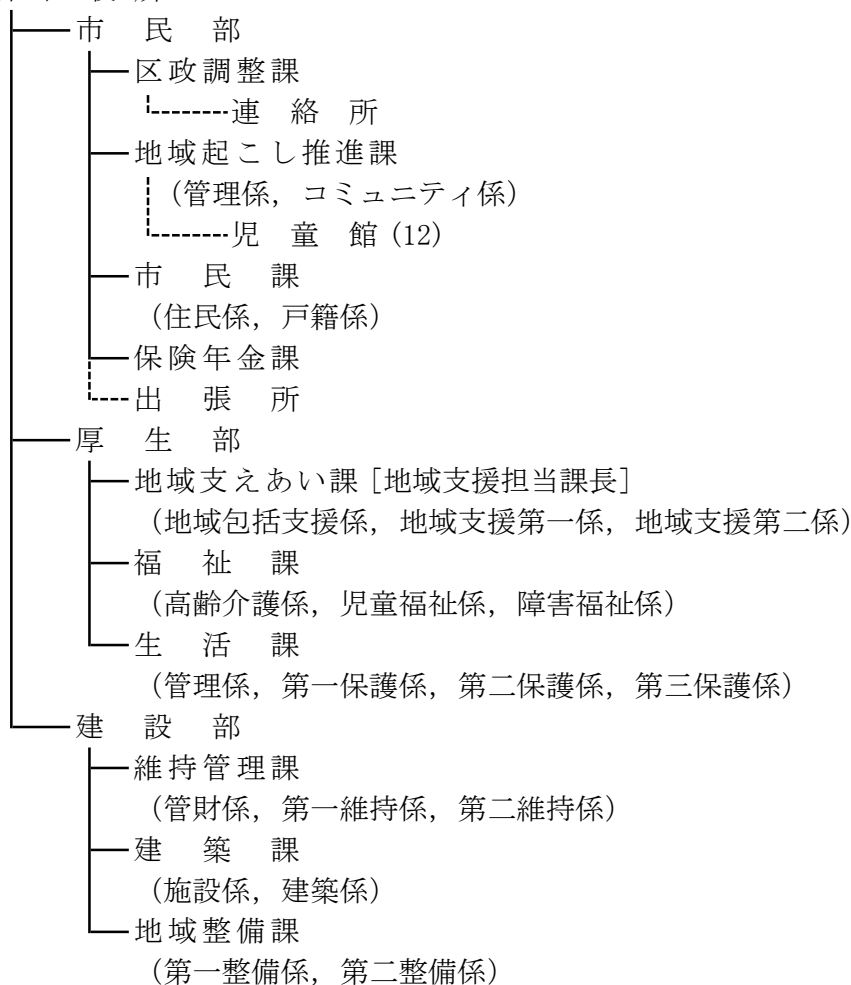 市民部
区政調整課
連絡所
地域起こし推進課
（管理係，コミュニティ係）
児童館（12）
市民課
（住民係，戸籍係）
保険年金課
出張所
厚生部
地域支えあい課［地域支援担当課長］
（地域包括支援係，地域支援第一係，地域支援第二係）
福祉課
（高齢介護係，児童福祉係，障害福祉係）
生活課
（管理係，第一保護係，第二保護係，第三保護係）
建設部
維持管理課
（管財係，第一維持係，第二維持係）
建築課
（施設係，建築係）
地域整備課
（第一整備係，第二整備係）